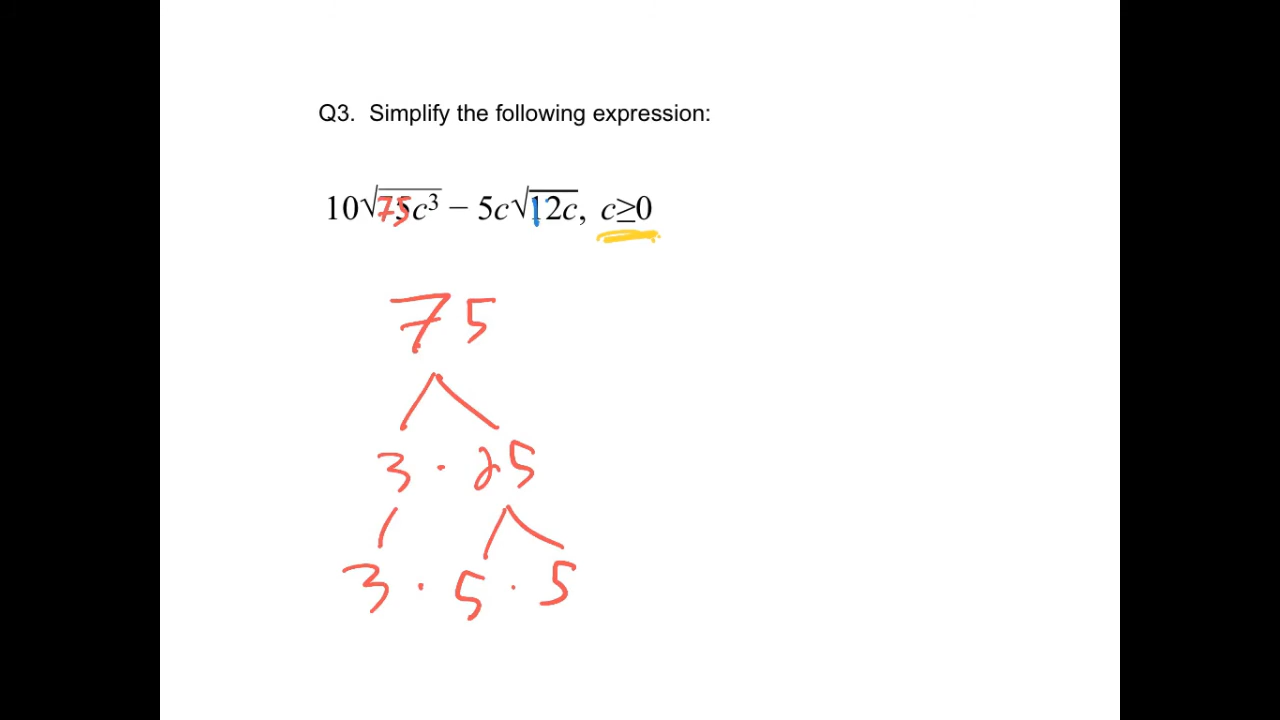 Q3. Simplify the following expression:
10√75c³ − 5c√12c, c≥0
75
3 · 25
3 · 5 · 5